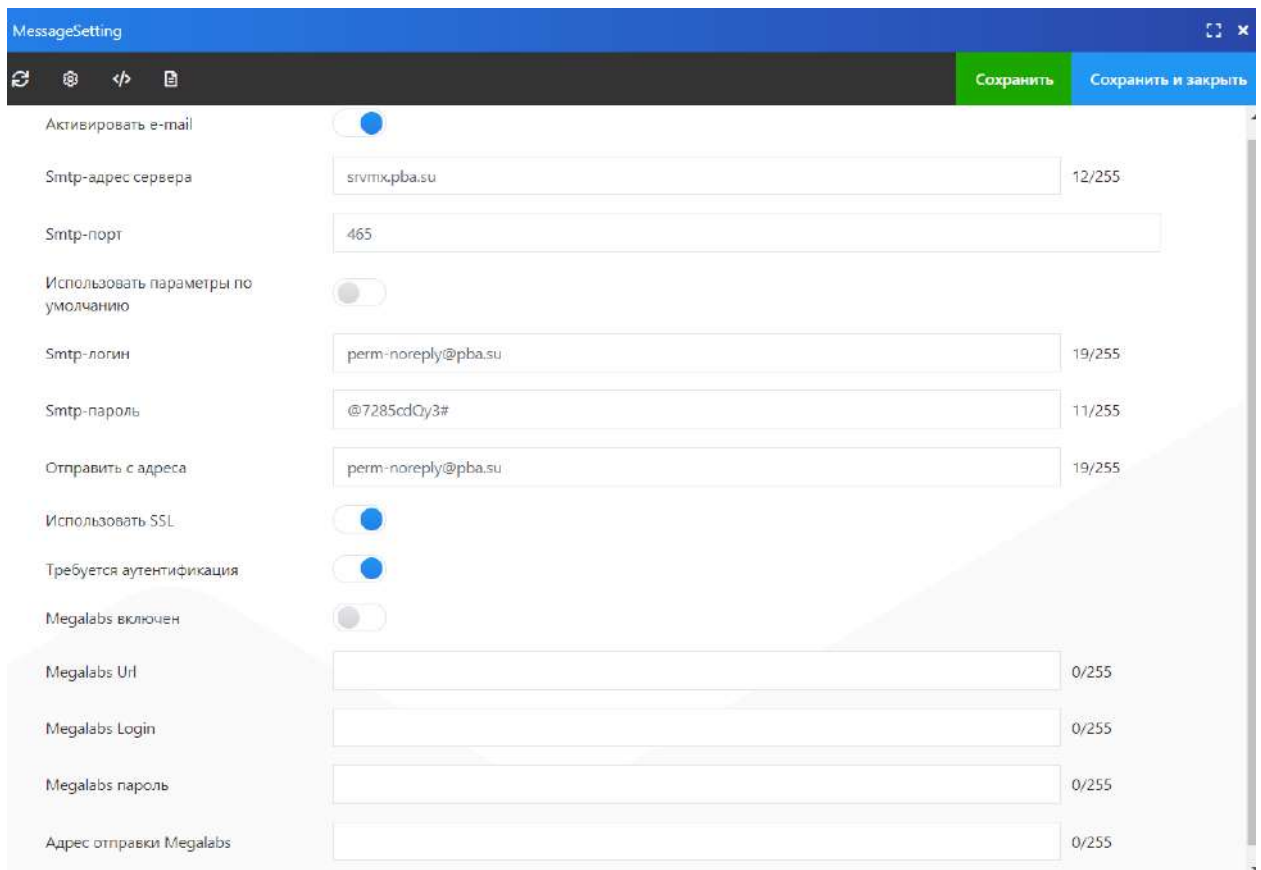 MessageSetting
Сохранить
Сохранить и закрыть
Активировать e-mail
Smtp-адрес сервера
srvmx.pba.su
12/255
Smtp-порт
465
Использовать параметры по
умолчанию
Smtp-логин
perm-noreply@pba.su
19/255
Smtp-пароль
@7285cdQy3#
11/255
Отправить с адреса
perm-noreply@pba.su
19/255
Использовать SSL
Требуется аутентификация
Megalabs включен
Megalabs Url
0/255
Megalabs Login
0/255
Megalabs пароль
0/255
Адрес отправки Megalabs
0/255